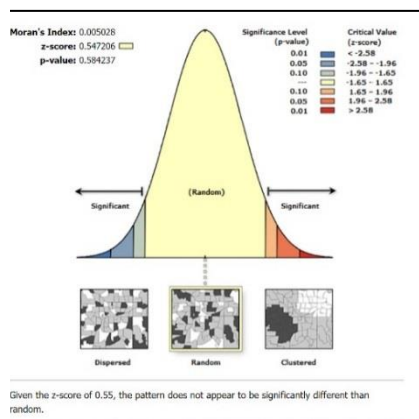 Moran's Index: 0.005028
z-score: 0.547206
p-value: 0.584237
Significance Level
(p-value)
Critical Value
(z-score)
0.01 < -2.58
0.05 -2.58 - -1.96
0.10 -1.96 - -1.65
--- -1.65 - 1.65
0.10 1.65 - 1.96
0.05 1.96 - 2.58
0.01 > 2.58
(Random)
Significant Significant
Dispersed Random Clustered
Given the z-score of 0.55, the pattern does not appear to be significantly different than
random.